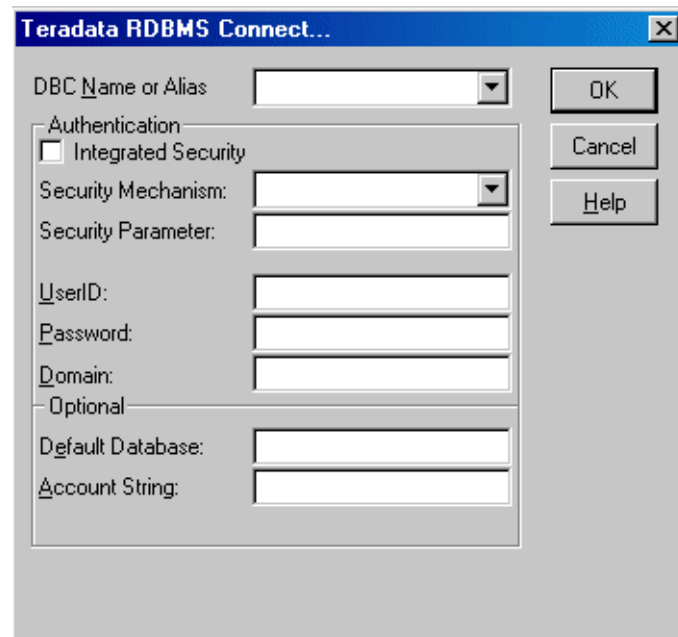 Teradata RDBMS Connect...
DBC Name or Alias
OK
Authentication
Integrated Security
Cancel
Security Mechanism:
Help
Security Parameter:
UserID:
Password:
Domain:
Optional
Default Database:
Account String: